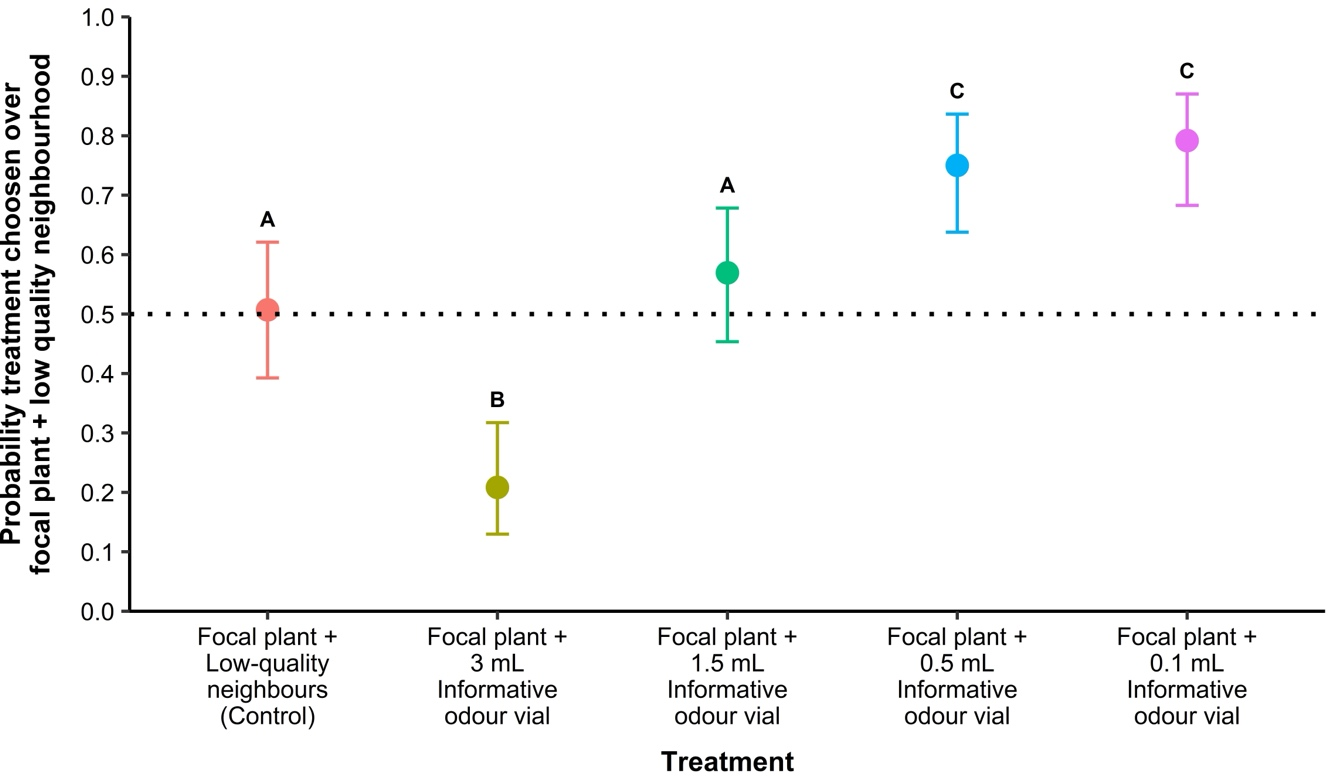 Probability treatment choosen over
focal plant + low quality neighbourhood
1.0
0.9
0.8
0.7
0.6
0.5
0.4
0.3
0.2
0.1
0.0
A
B
A
C
C
Focal plant +
Low-quality
neighbours
(Control)
Focal plant +
3 mL
Informative
odour vial
Focal plant +
1.5 mL
Informative
odour vial
Focal plant +
0.5 mL
Informative
odour vial
Focal plant +
0.1 mL
Informative
odour vial
Treatment